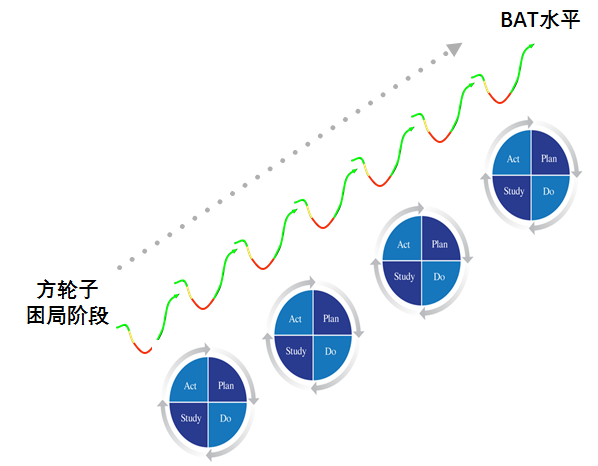 BAT水平
方轮子
困局阶段
Act Plan
Study Do
Act Plan
Study Do
Act Plan
Study Do
Act Plan
Study Do